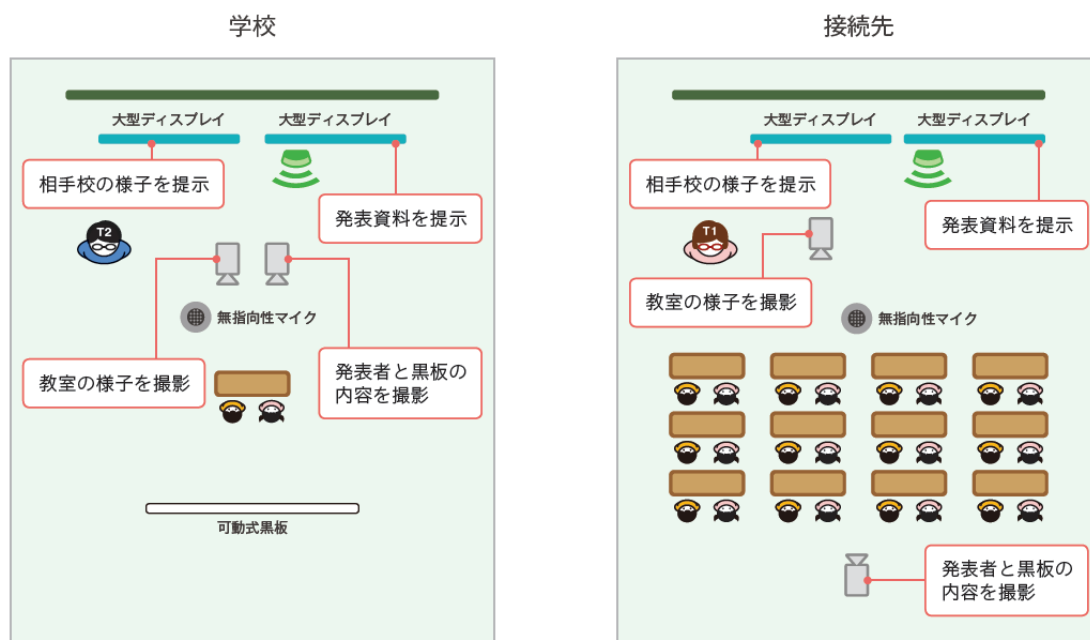 学校
大型ディスプレイ
大型ディスプレイ
相手校の様子を提示
発表資料を提示
T2
無指向性マイク
教室の様子を撮影
発表者と黒板の
内容を撮影
可動式黒板
接続先
大型ディスプレイ
大型ディスプレイ
相手校の様子を提示
発表資料を提示
T1
教室の様子を撮影
無指向性マイク
発表者と黒板の
内容を撮影